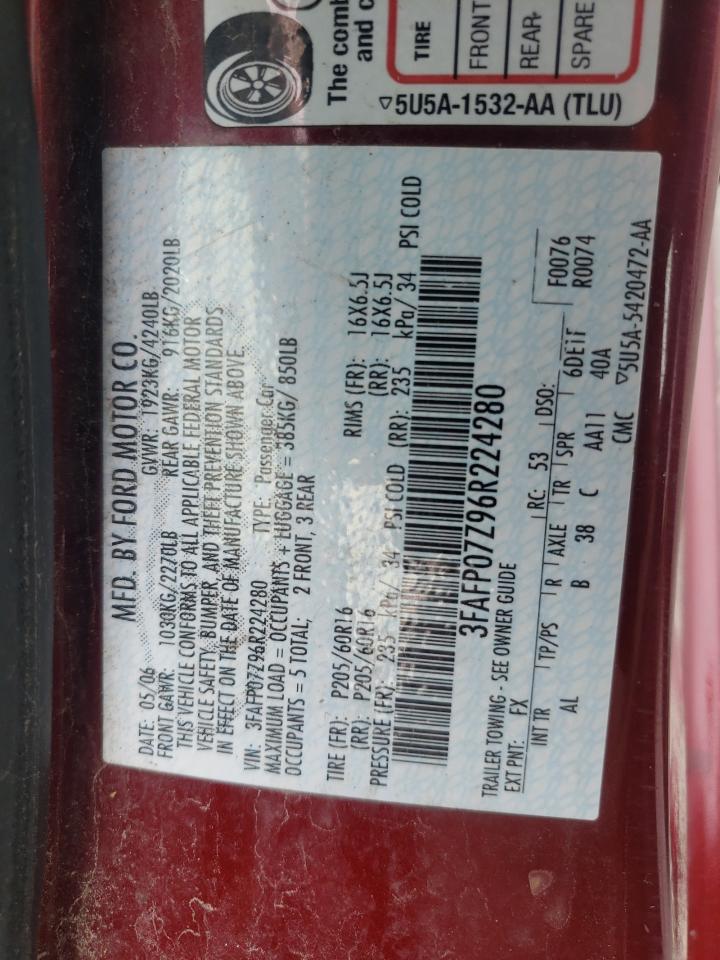 The comb
and c
TIRE
FRONT
REAR
SPARE
▽5U5A-1532-AA (TLU)
MFD. BY FORD MOTOR CO.
DATE: 05/06 GVWR: 1923KG/4240LB
FRONT GAWR: 1030KG/2270LB REAR GAWR: 916KG/2020LB
THIS VEHICLE CONFORMS TO ALL APPLICABLE FEDERAL MOTOR
VEHICLE SAFETY, BUMPER, AND THEFT PREVENTION STANDARDS
IN EFFECT ON THE DATE OF MANUFACTURE SHOWN ABOVE.
VIN: 3FAFP07Z96R224280 TYPE: Passenger Car
MAXIMUM LOAD = OCCUPANTS + LUGGAGE = 385KG/ 850LB
OCCUPANTS = 5 TOTAL; 2 FRONT, 3 REAR
TIRE (FR): P205/60R16 RIMS (FR): 16X6.5J
(RR): P205/60R16 (RR): 16X6.5J
PRESSURE (FR): 235 kPa/ 34 PSI COLD (RR): 235 kPa/ 34 PSI COLD
3FAFP07Z96R224280
TRAILER TOWING - SEE OWNER GUIDE
EXT PNT: FX RC: 53 DSO: F0076
INT TR TP/PS R AXLE TR SPR 6DE1F R0074
AL B 38 C AA11 40A
CMC ▽5U5A-5420472-AA